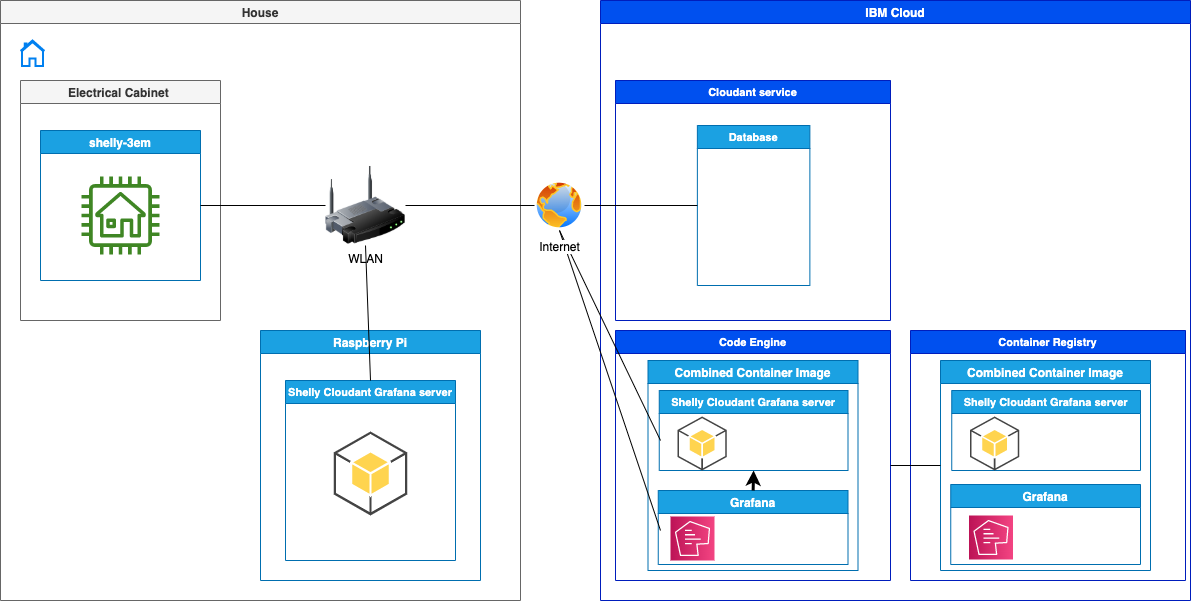 House
Electrical Cabinet
shelly-3em
WLAN
Raspberry Pi
Shelly Cloudant Grafana server
Internet
IBM Cloud
Cloudant service
Database
Code Engine
Combined Container Image
Shelly Cloudant Grafana server
Grafana
Container Registry
Combined Container Image
Shelly Cloudant Grafana server
Grafana